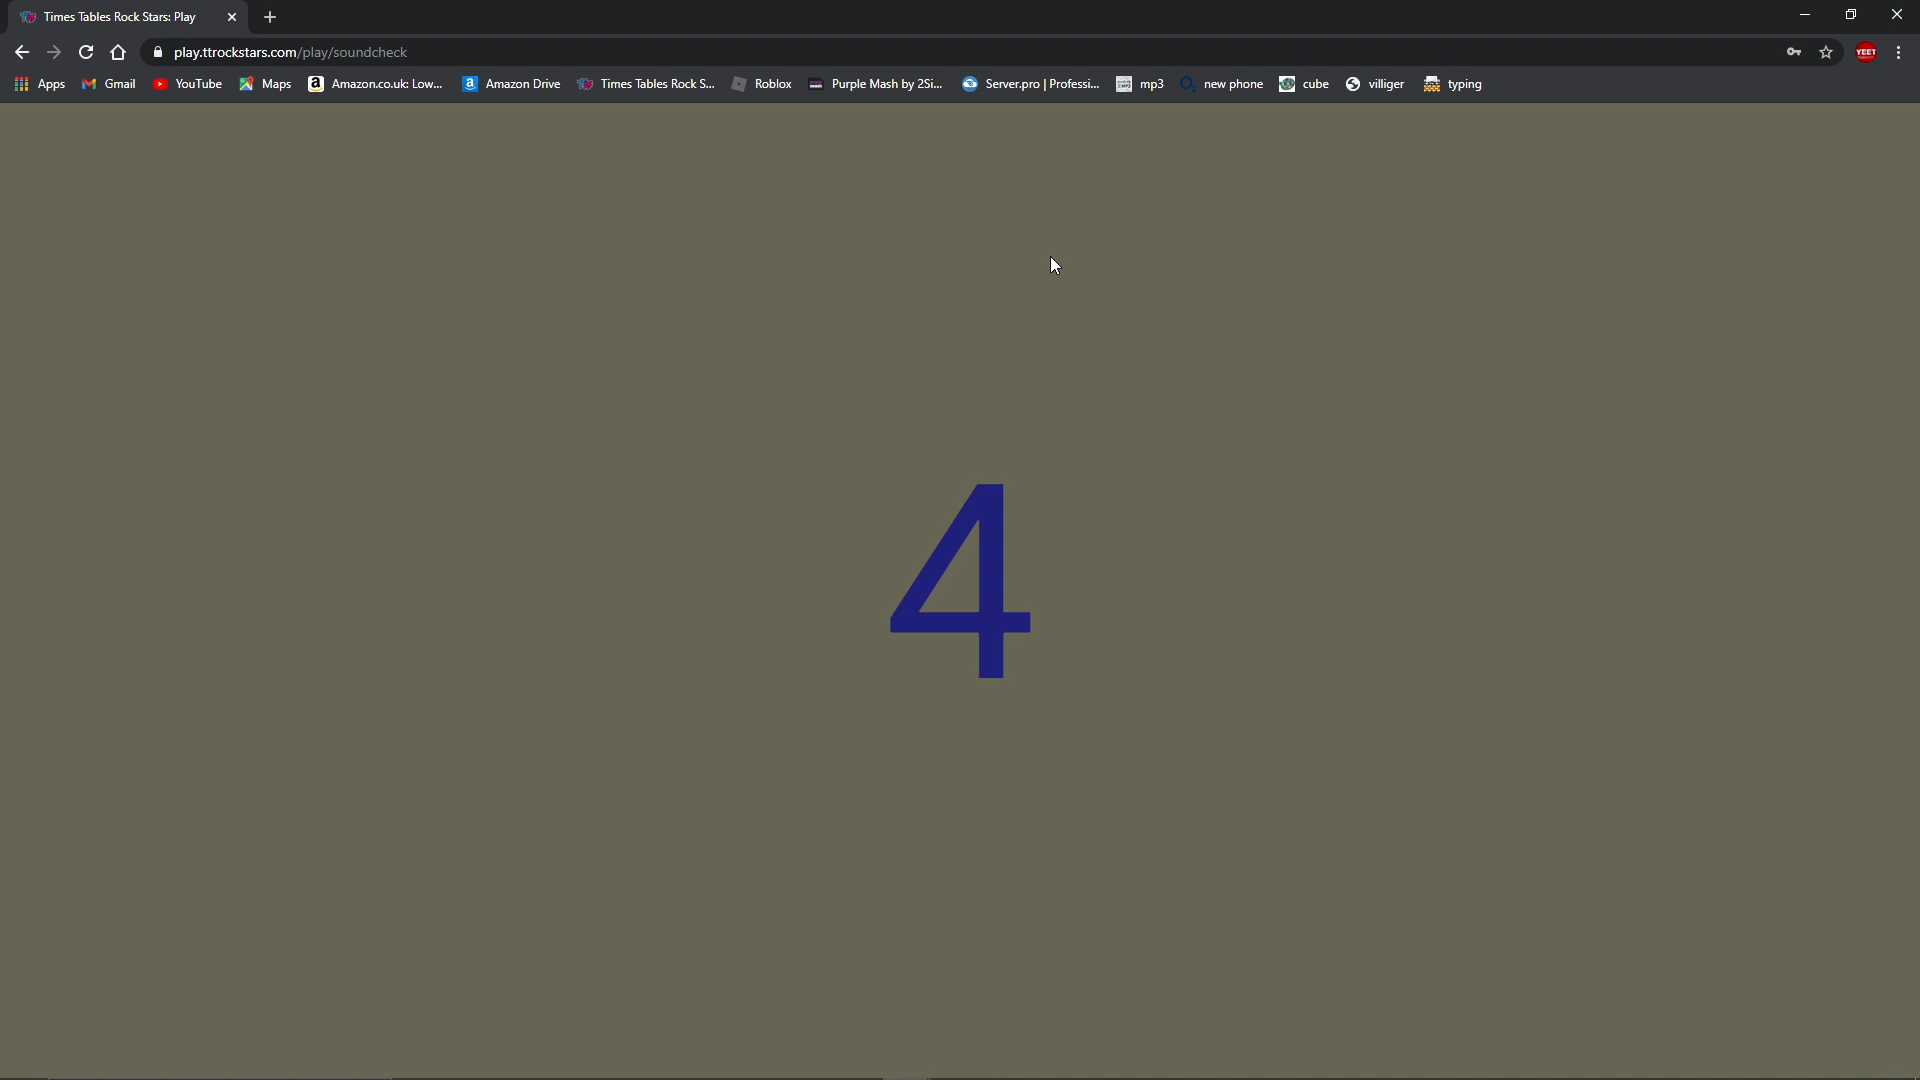 Times Tables Rock Stars: Play
play.ttrockstars.com/play/soundcheck
YEET
Apps Gmail YouTube Maps Amazon.co.uk: Low... Amazon Drive Times Tables Rock S... Roblox Purple Mash by 2Si... Server.pro | Professi... mp3 new phone cube villiger typing
4